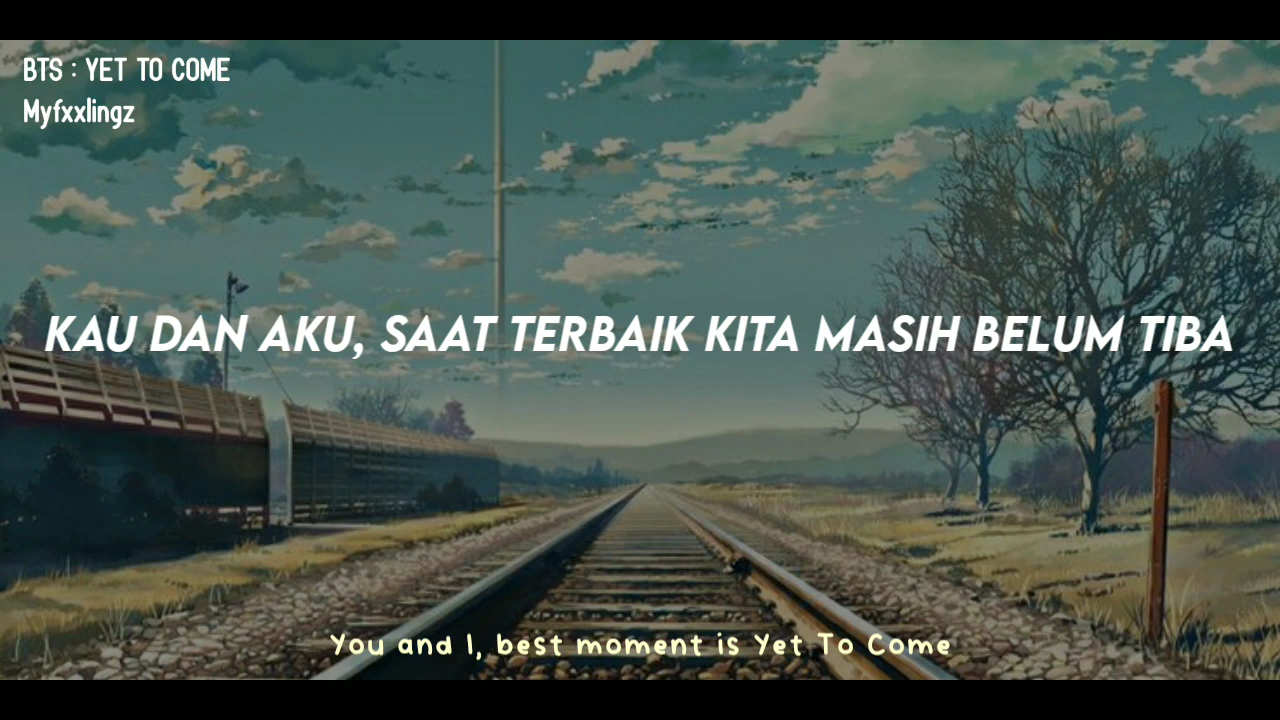 BTS : YET TO COME
Myfxxlingz
KAU DAN AKU, SAAT TERBAIK KITA MASIH BELUM TIBA
You and I, best moment is Yet To Come